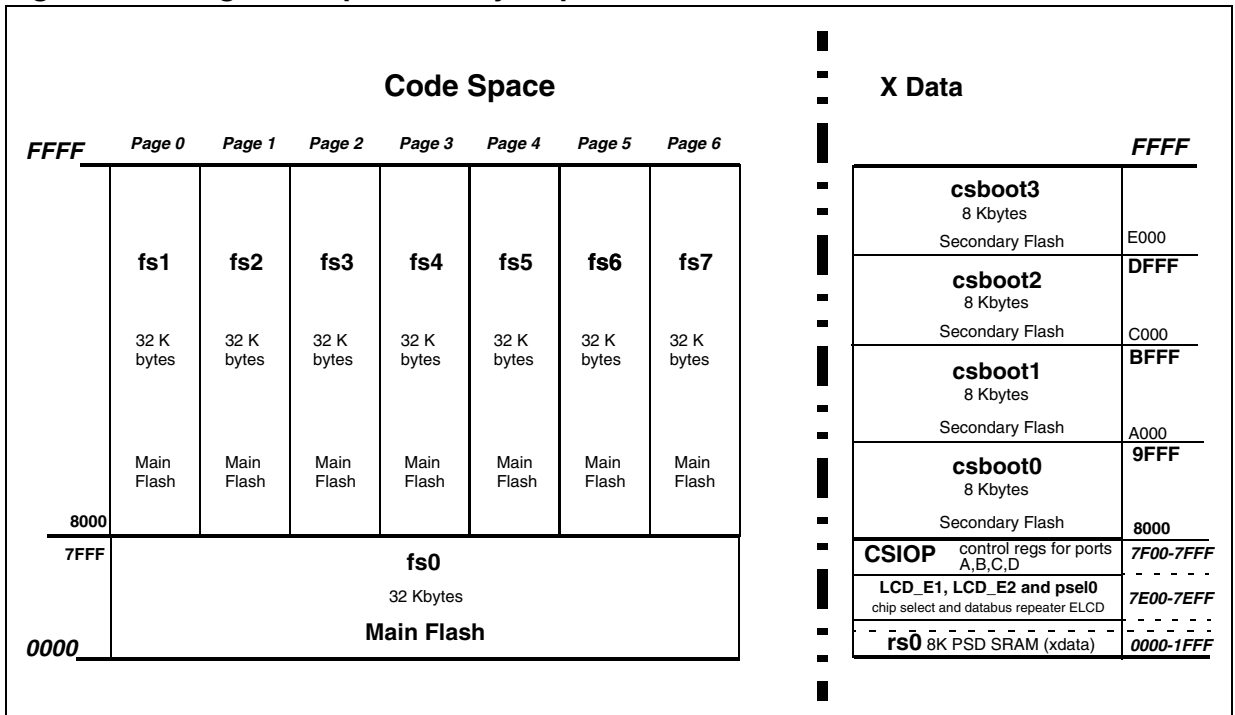 Code Space
X Data
FFFF
Page 0 Page 1 Page 2 Page 3 Page 4 Page 5 Page 6
fs1 fs2 fs3 fs4 fs5 fs6 fs7
32 K 32 K 32 K 32 K 32 K 32 K 32 K
bytes bytes bytes bytes bytes bytes bytes
Main Main Main Main Main Main Main
Flash Flash Flash Flash Flash Flash Flash
8000
7FFF
fs0
32 Kbytes
Main Flash
0000
FFFF
csboot3
8 Kbytes
Secondary Flash
E000
DFFF
csboot2
8 Kbytes
Secondary Flash
C000
BFFF
csboot1
8 Kbytes
Secondary Flash
A000
9FFF
csboot0
8 Kbytes
Secondary Flash
8000
CSIOP control regs for ports
A,B,C,D
7F00-7FFF
LCD_E1, LCD_E2 and psel0
chip select and databus repeater ELCD
7E00-7EFF
rs0 8K PSD SRAM (xdata)
0000-1FFF